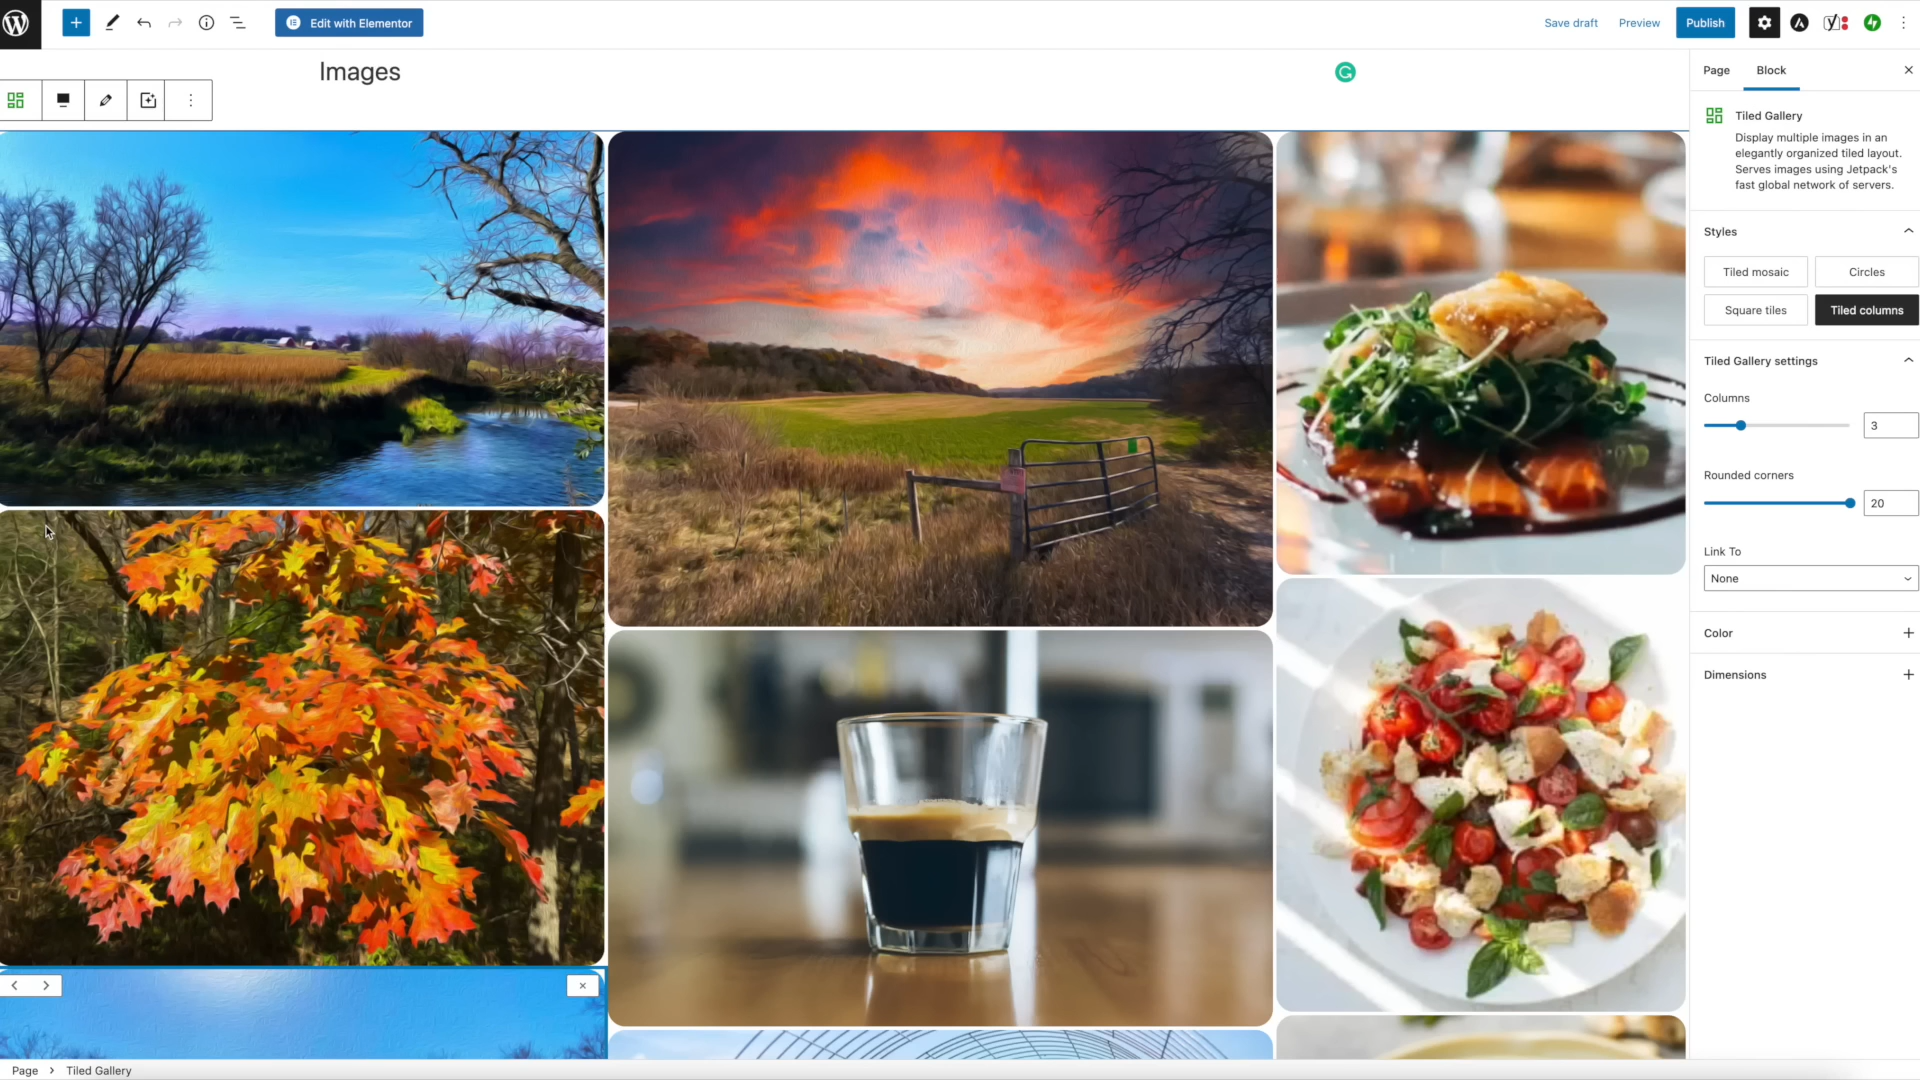 Edit with Elementor
Save draft
Preview
Publish
Images
Page
Block
Tiled Gallery
Display multiple images in an
elegantly organized tiled layout.
Serves images using Jetpack's
fast global network of servers.
Styles
Tiled mosaic
Circles
Square tiles
Tiled columns
Tiled Gallery settings
Columns
3
Rounded corners
20
Link To
None
Color
Dimensions
Page
Tiled Gallery